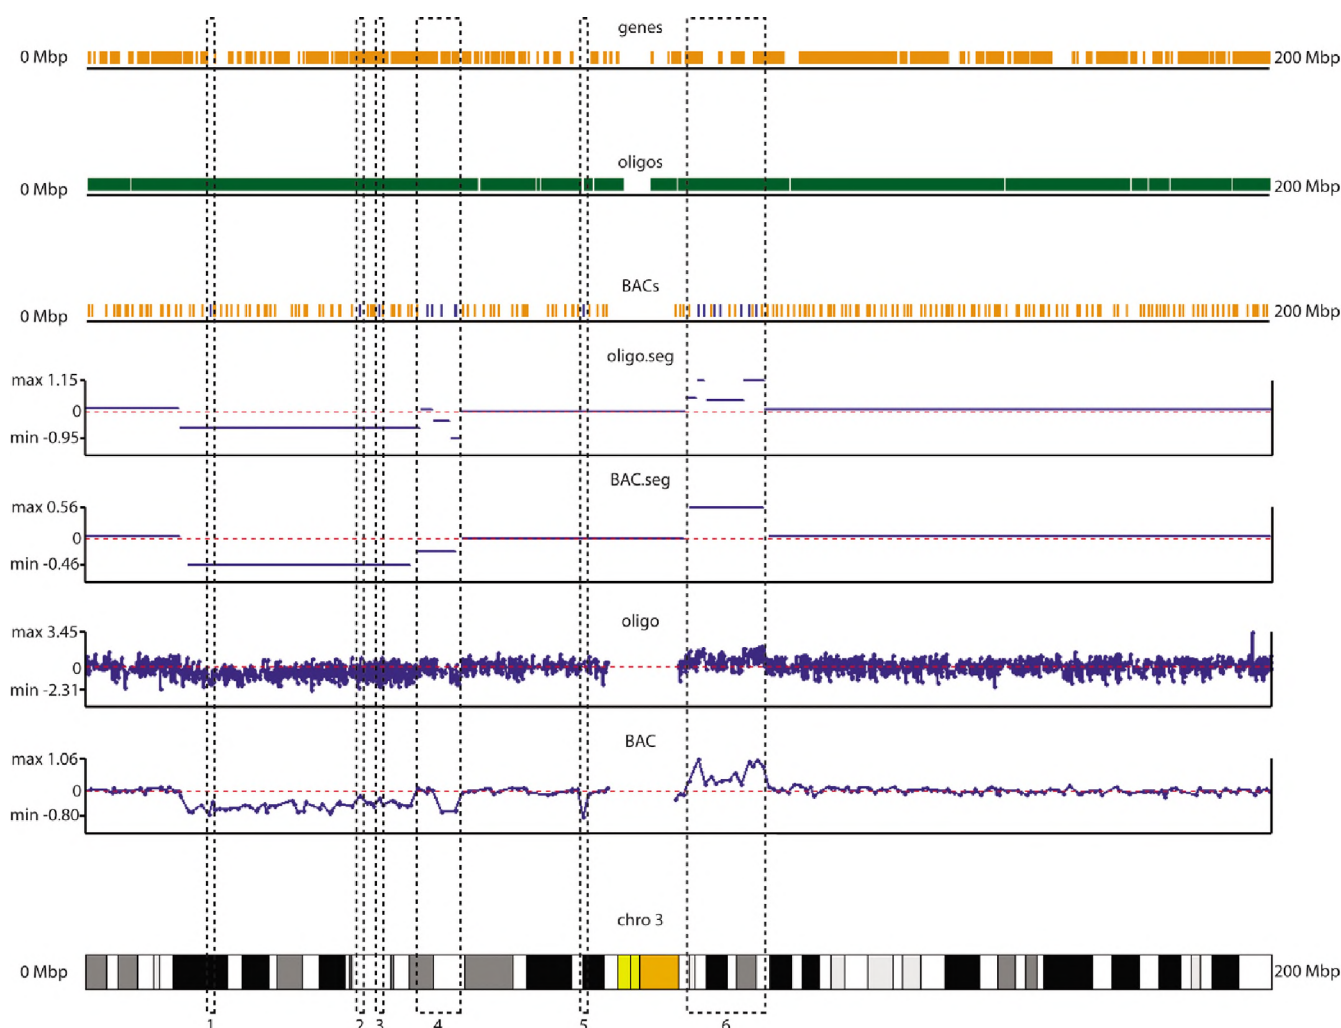 genes
0 Mbp 200 Mbp
oligos
0 Mbp 200 Mbp
BACs
0 Mbp 200 Mbp
oligo.seg
max 1.15
0
min -0.95
BAC.seg
max 0.56
0
min -0.46
oligo
max 3.45
0
min -2.31
BAC
max 1.06
0
min -0.80
chro 3
0 Mbp 200 Mbp
1 2 3 4 5 6